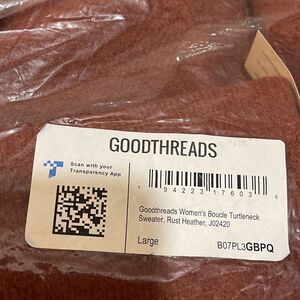 GOODTHREADS
Scan with your
Transparency App
1 94223 17603 8
Goodthreads Women's Boucle Turtleneck
Sweater, Rust Heather, J02420
Large
B07PL3GBPQ